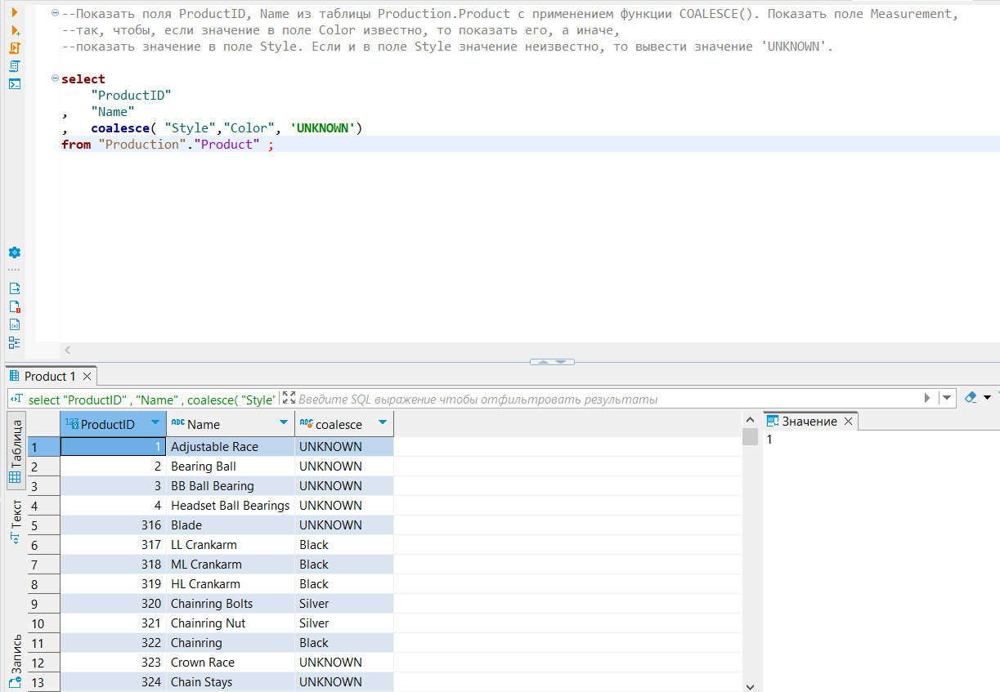 --Показать поля ProductID, Name из таблицы Production.Product с применением функции COALESCE(). Показать поле Measurement,
--так, чтобы, если значение в поле Color известно, то показать его, а иначе,
--показать значение в поле Style. Если и в поле Style значение неизвестно, то вывести значение 'UNKNOWN'.
select
"ProductID"
, "Name"
, coalesce( "Style","Color", 'UNKNOWN')
from "Production"."Product" ;
Product 1
select "ProductID" , "Name" , coalesce( "Style" Введите SQL выражение чтобы отфильтровать результаты
Таблица
Текст
Запись
123 ProductID ABC Name ABC coalesce
1 1 Adjustable Race UNKNOWN
2 2 Bearing Ball UNKNOWN
3 3 BB Ball Bearing UNKNOWN
4 4 Headset Ball Bearings UNKNOWN
5 316 Blade UNKNOWN
6 317 LL Crankarm Black
7 318 ML Crankarm Black
8 319 HL Crankarm Black
9 320 Chainring Bolts Silver
10 321 Chainring Nut Silver
11 322 Chainring Black
12 323 Crown Race UNKNOWN
13 324 Chain Stays UNKNOWN
Значение
1